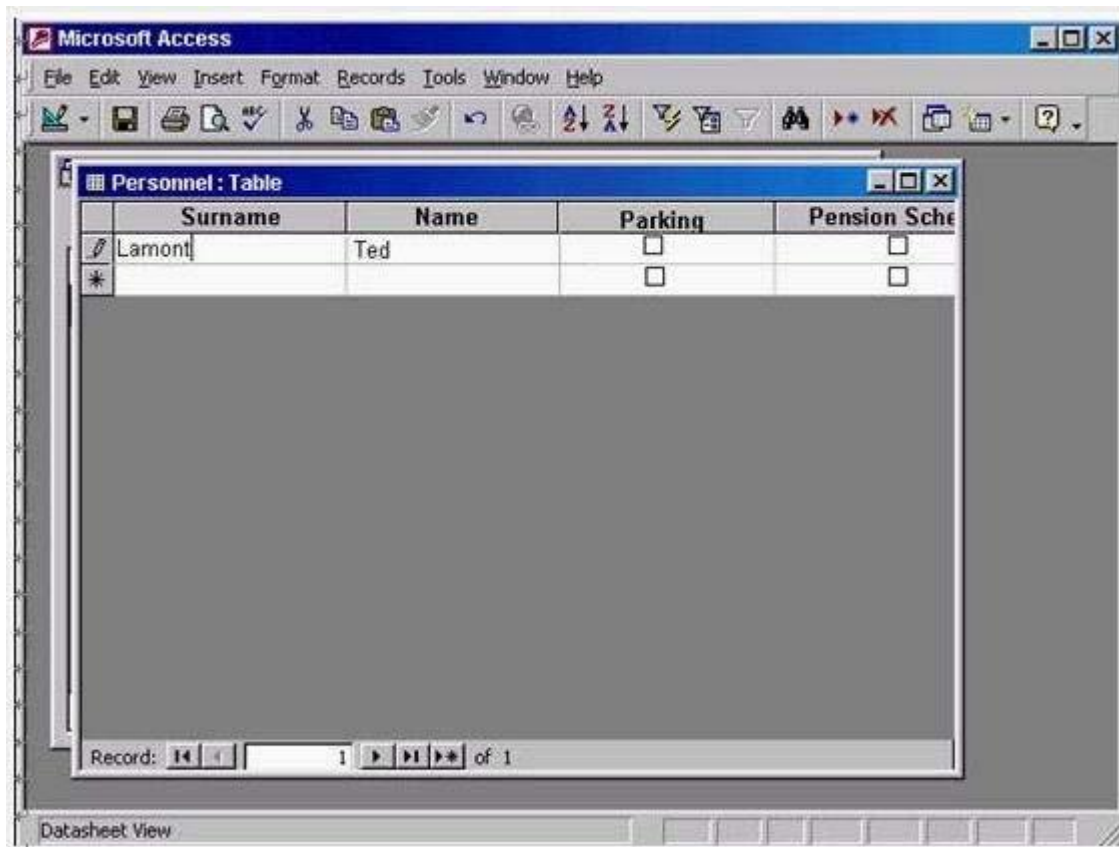 Microsoft Access
File Edit View Insert Format Records Tools Window Help
Personnel : Table
Surname Name Parking Pension Sche
Lamont Ted
Record: 1 of 1
Datasheet View